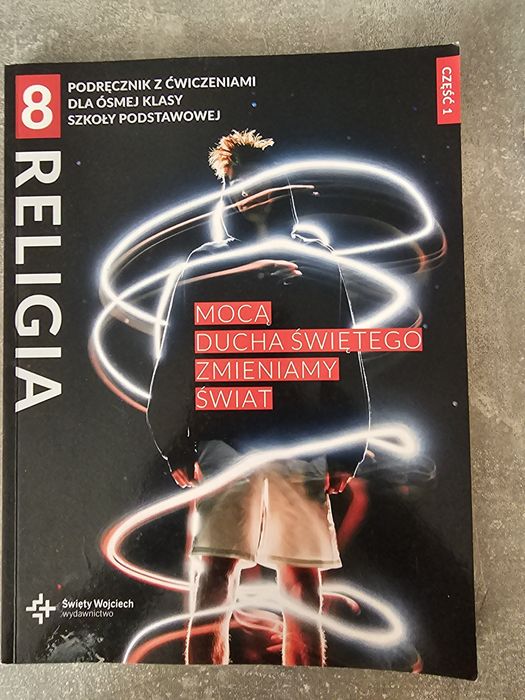 8
PODRĘCZNIK Z ĆWICZENIAMI
DLA ÓSMEJ KLASY
SZKOŁY PODSTAWOWEJ
CZĘŚĆ 1
RELIGIA
MOCĄ
DUCHA ŚWIĘTEGO
ZMIENIAMY
ŚWIAT
Święty Wojciech
wydawnictwo